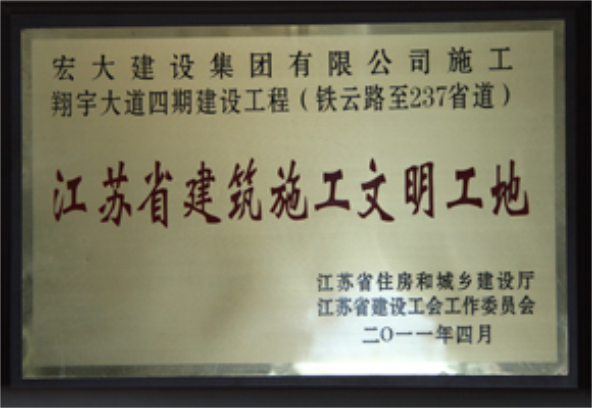 宏大建设集团有限公司施工
翔宇大道四期建设工程（铁云路至237省道）
江苏省建筑施工文明工地
江苏省住房和城乡建设厅
江苏省建设工会工作委员会
二〇一一年四月